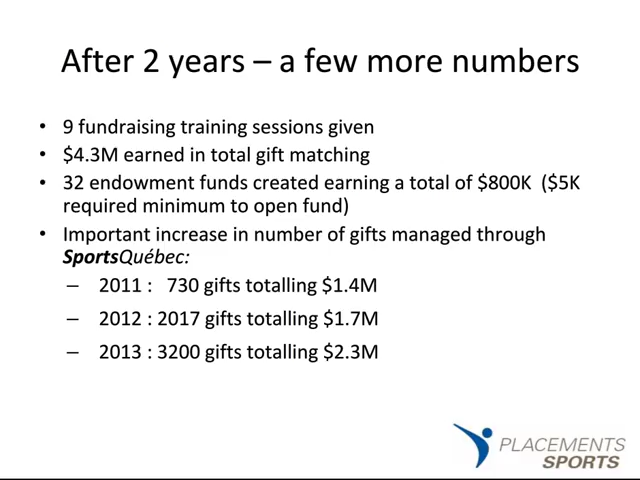 After 2 years – a few more numbers
• 9 fundraising training sessions given
• $4.3M earned in total gift matching
• 32 endowment funds created earning a total of $800K ($5K
required minimum to open fund)
• Important increase in number of gifts managed through
SportsQuébec:
– 2011 : 730 gifts totalling $1.4M
– 2012 : 2017 gifts totalling $1.7M
– 2013 : 3200 gifts totalling $2.3M
PLACEMENTS
SPORTS